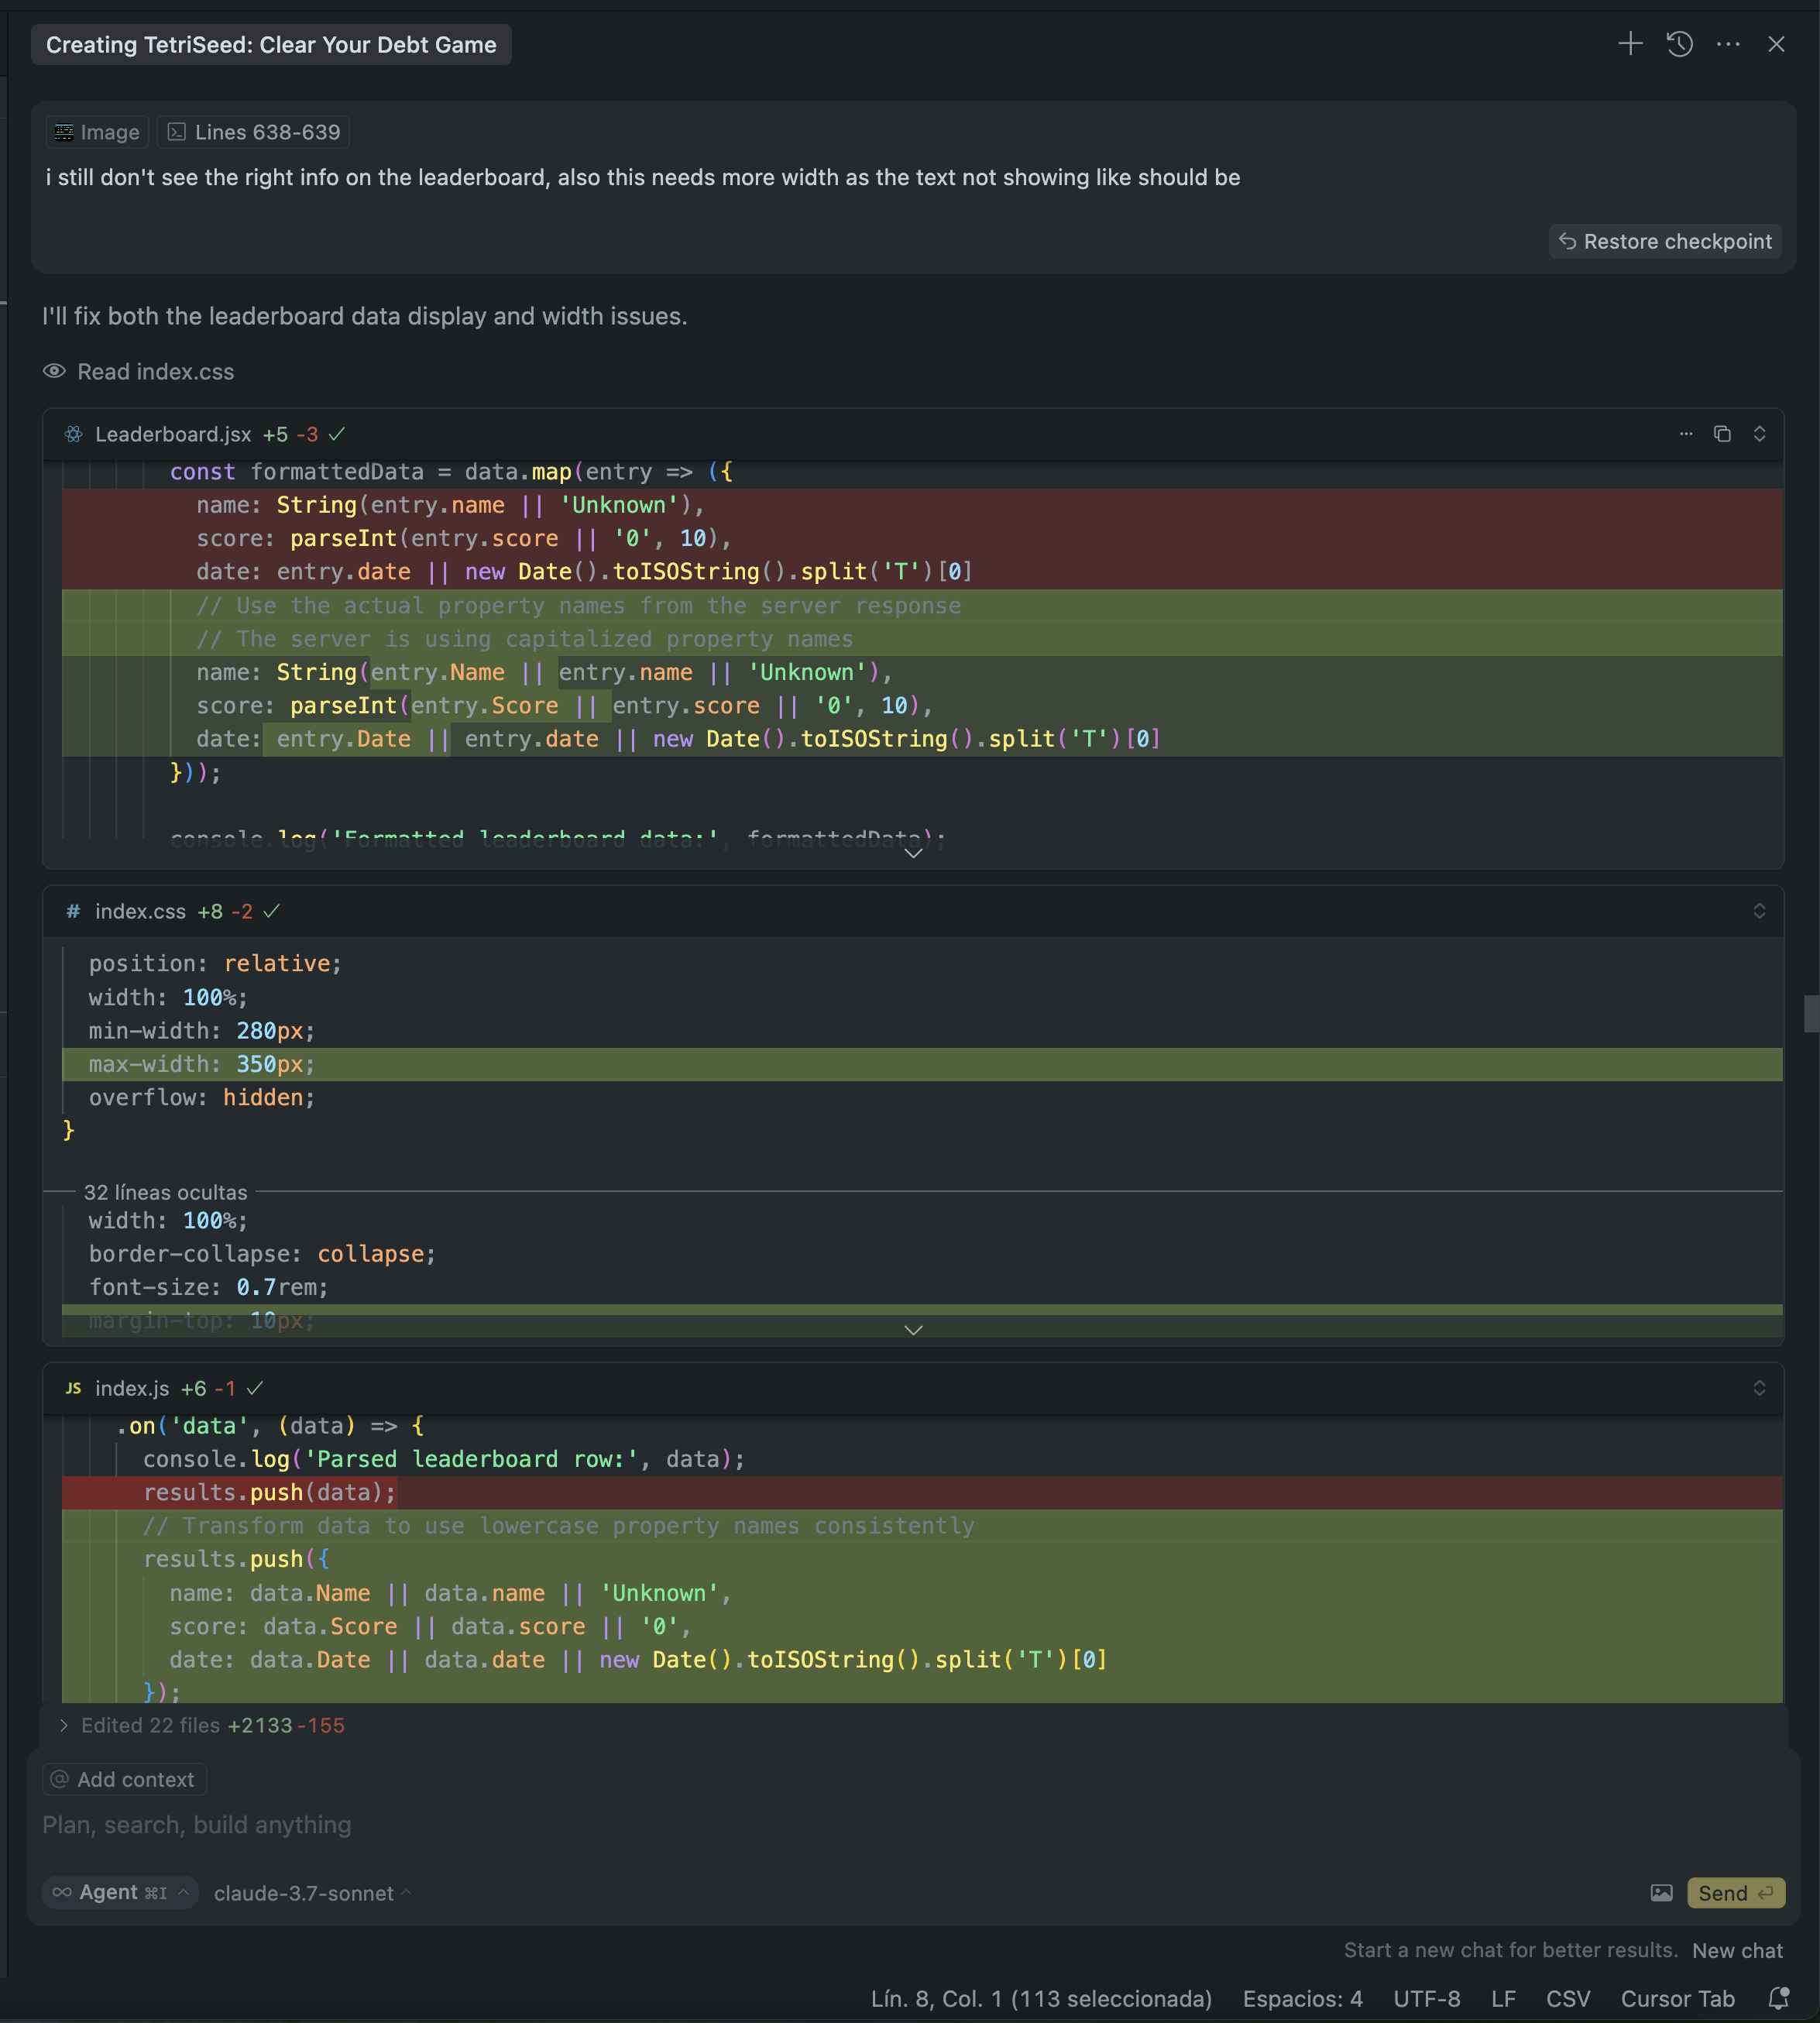 Creating TetriSeed: Clear Your Debt Game
Image Lines 638-639
i still don't see the right info on the leaderboard, also this needs more width as the text not showing like should be
Restore checkpoint
I'll fix both the leaderboard data display and width issues.
Read index.css
Leaderboard.jsx +5 -3
const formattedData = data.map(entry => ({
name: String(entry.name || 'Unknown'),
score: parseInt(entry.score || '0', 10),
date: entry.date || new Date().toISOString().split('T')[0]
// Use the actual property names from the server response
// The server is using capitalized property names
name: String(entry.Name || entry.name || 'Unknown'),
score: parseInt(entry.Score || entry.score || '0', 10),
date: entry.Date || entry.date || new Date().toISOString().split('T')[0]
}));
console.log('Formatted leaderboard data:', formattedData);
# index.css +8 -2
position: relative;
width: 100%;
min-width: 280px;
max-width: 350px;
overflow: hidden;
}
32 líneas ocultas
width: 100%;
border-collapse: collapse;
font-size: 0.7rem;
margin-top: 10px;
JS index.js +6 -1
.on('data', (data) => {
console.log('Parsed leaderboard row:', data);
results.push(data);
// Transform data to use lowercase property names consistently
results.push({
name: data.Name || data.name || 'Unknown',
score: data.Score || data.score || '0',
date: data.Date || data.date || new Date().toISOString().split('T')[0]
});
Edited 22 files +2133 -155
@ Add context
Plan, search, build anything
Agent ⌘I claude-3.7-sonnet
Send
Start a new chat for better results. New chat
Lín. 8, Col. 1 (113 seleccionada) Espacios: 4 UTF-8 LF CSV Cursor Tab